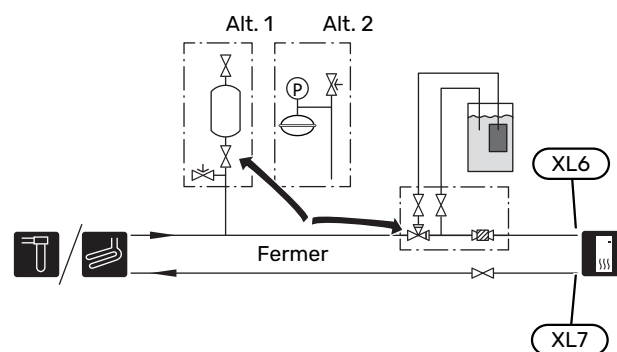 Alt. 1
Alt. 2
P
XL6
Fermer
XL7